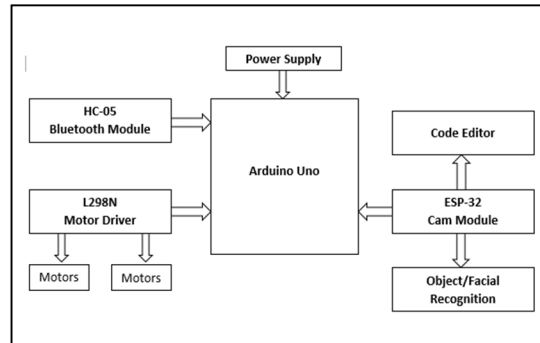 Power Supply
HC-05
Bluetooth Module
Arduino Uno
Code Editor
L298N
Motor Driver
ESP-32
Cam Module
Motors
Motors
Object/Facial
Recognition